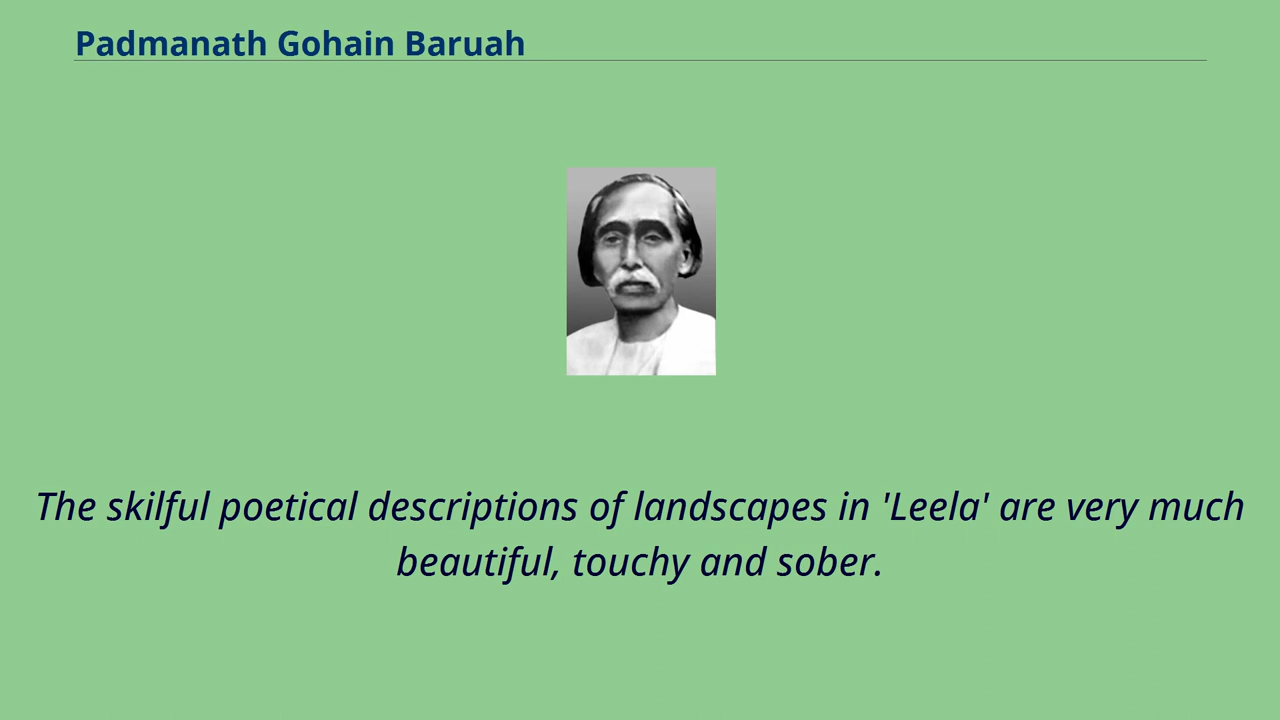 Padmanath Gohain Baruah
The skilful poetical descriptions of landscapes in 'Leela' are very much
beautiful, touchy and sober.